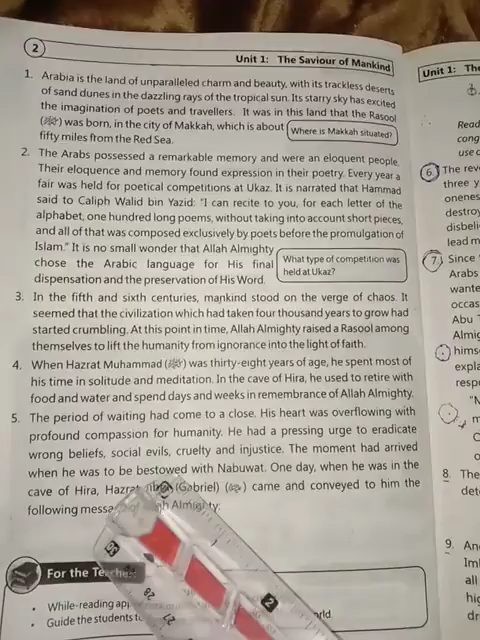 2
Unit 1: The Saviour of Mankind
1. Arabia is the land of unparalleled charm and beauty, with its trackless deserts
of sand dunes in the dazzling rays of the tropical sun. Its starry sky has excited
the imagination of poets and travellers. It was in this land that the Rasool
(ﷺ) was born, in the city of Makkah, which is about
fifty miles from the Red Sea.
Where is Makkah situated?
2. The Arabs possessed a remarkable memory and were an eloquent people.
Their eloquence and memory found expression in their poetry. Every year a
fair was held for poetical competitions at Ukaz. It is narrated that Hammad
said to Caliph Walid bin Yazid: "I can recite to you, for each letter of the
alphabet, one hundred long poems, without taking into account short pieces,
and all of that was composed exclusively by poets before the promulgation of
Islam." It is no small wonder that Allah Almighty
chose the Arabic language for His final
dispensation and the preservation of His Word.
What type of competition was
held at Ukaz?
3. In the fifth and sixth centuries, mankind stood on the verge of chaos. It
seemed that the civilization which had taken four thousand years to grow had
started crumbling. At this point in time, Allah Almighty raised a Rasool among
themselves to lift the humanity from ignorance into the light of faith.
4. When Hazrat Muhammad (ﷺ) was thirty-eight years of age, he spent most of
his time in solitude and meditation. In the cave of Hira, he used to retire with
food and water and spend days and weeks in remembrance of Allah Almighty.
5. The period of waiting had come to a close. His heart was overflowing with
profound compassion for humanity. He had a pressing urge to eradicate
wrong beliefs, social evils, cruelty and injustice. The moment had arrived
when he was to be bestowed with Nabuwat. One day, when he was in the
cave of Hira, Hazrat (Gabriel) came and conveyed to him the
following Almighty:
For the
• While-reading
• Guide the students to
30
28
27
2
Unit 1: The
Read
cong
use
6. The reve
three y
onenes
destroy
disbeli
lead m
7. Since
Arabs
wante
occas
Abu
Almig
hims
expla
resp
"N
m
8. The
det
9. An
Iml
all
hig
dr